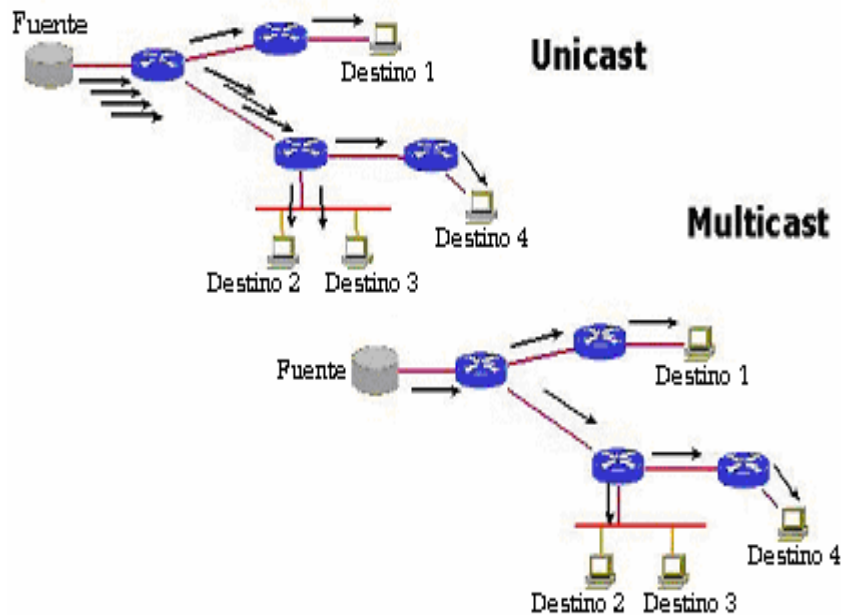 Fuente
Destino 1
Unicast
Destino 4
Destino 2
Destino 3
Multicast
Fuente
Destino 1
Destino 4
Destino 2
Destino 3